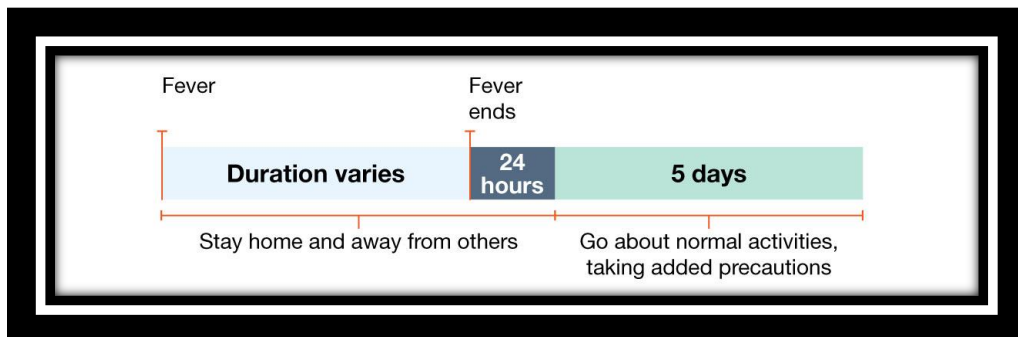 Fever
Fever
ends
Duration varies
24
hours
5 days
Stay home and away from others
Go about normal activities,
taking added precautions